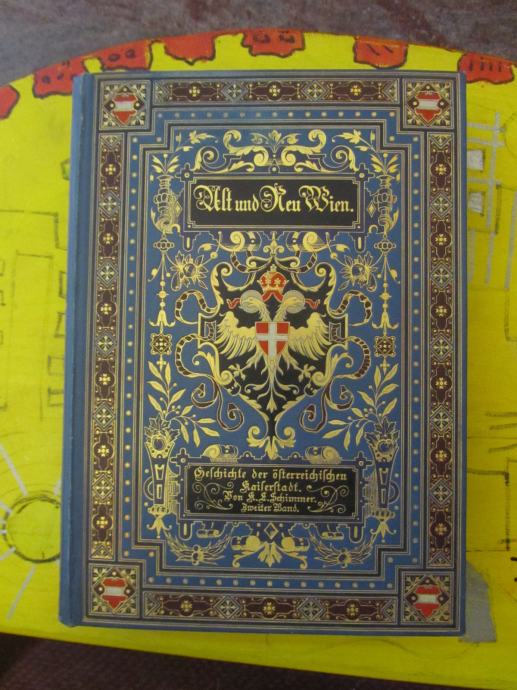 Alt und Neu Wien.
Geschichte der österreichischen
Kaiserstadt.
Von K. E. Schimmer.
Zweiter Band.